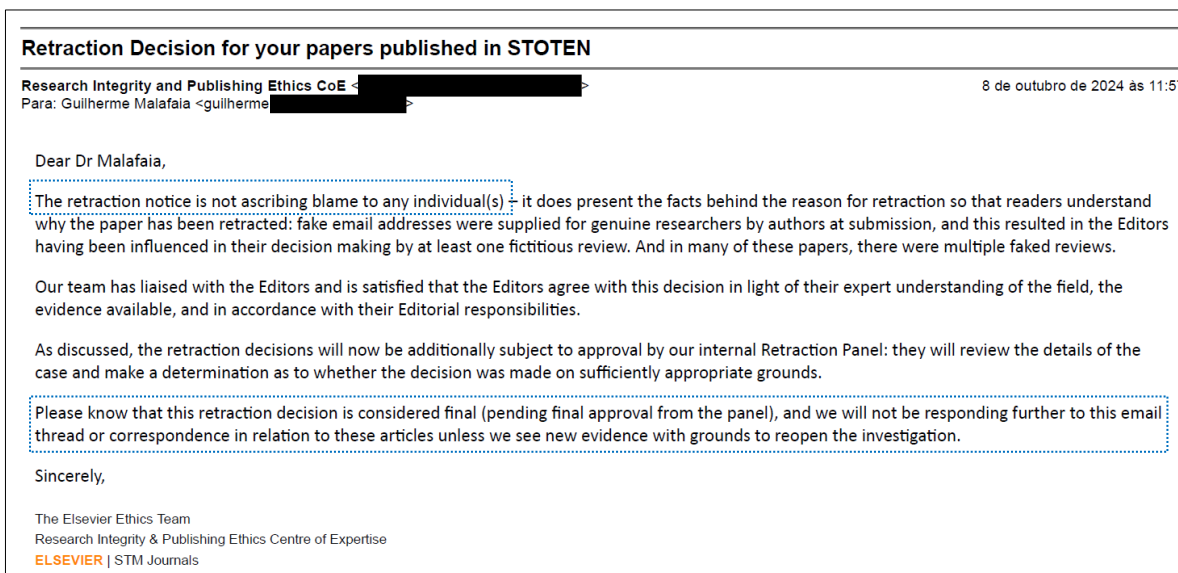 Retraction Decision for your papers published in STOTEN
Research Integrity and Publishing Ethics CoE < >
8 de outubro de 2024 às 11:57
Para: Guilherme Malafaia <guilherme >
Dear Dr Malafaia,
The retraction notice is not ascribing blame to any individual(s) – it does present the facts behind the reason for retraction so that readers understand
why the paper has been retracted: fake email addresses were supplied for genuine researchers by authors at submission, and this resulted in the Editors
having been influenced in their decision making by at least one fictitious review. And in many of these papers, there were multiple faked reviews.
Our team has liaised with the Editors and is satisfied that the Editors agree with this decision in light of their expert understanding of the field, the
evidence available, and in accordance with their Editorial responsibilities.
As discussed, the retraction decisions will now be additionally subject to approval by our internal Retraction Panel: they will review the details of the
case and make a determination as to whether the decision was made on sufficiently appropriate grounds.
Please know that this retraction decision is considered final (pending final approval from the panel), and we will not be responding further to this email
thread or correspondence in relation to these articles unless we see new evidence with grounds to reopen the investigation.
Sincerely,
The Elsevier Ethics Team
Research Integrity & Publishing Ethics Centre of Expertise
ELSEVIER | STM Journals